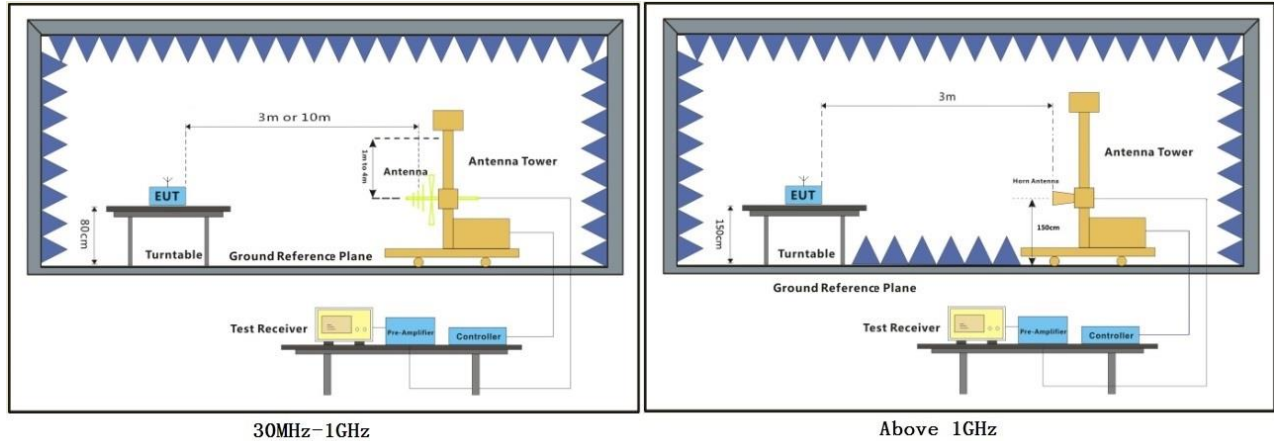 3m or 10m
1m to 4m
Antenna
Antenna Tower
EUT
80cm
Turntable
Ground Reference Plane
Test Receiver
Pre-Amplifier
Controller
30MHz-1GHz
3m
Antenna Tower
Horn Antenna
EUT
150cm
150cm
Turntable
Ground Reference Plane
Test Receiver
Pre-Amplifier
Controller
Above 1GHz